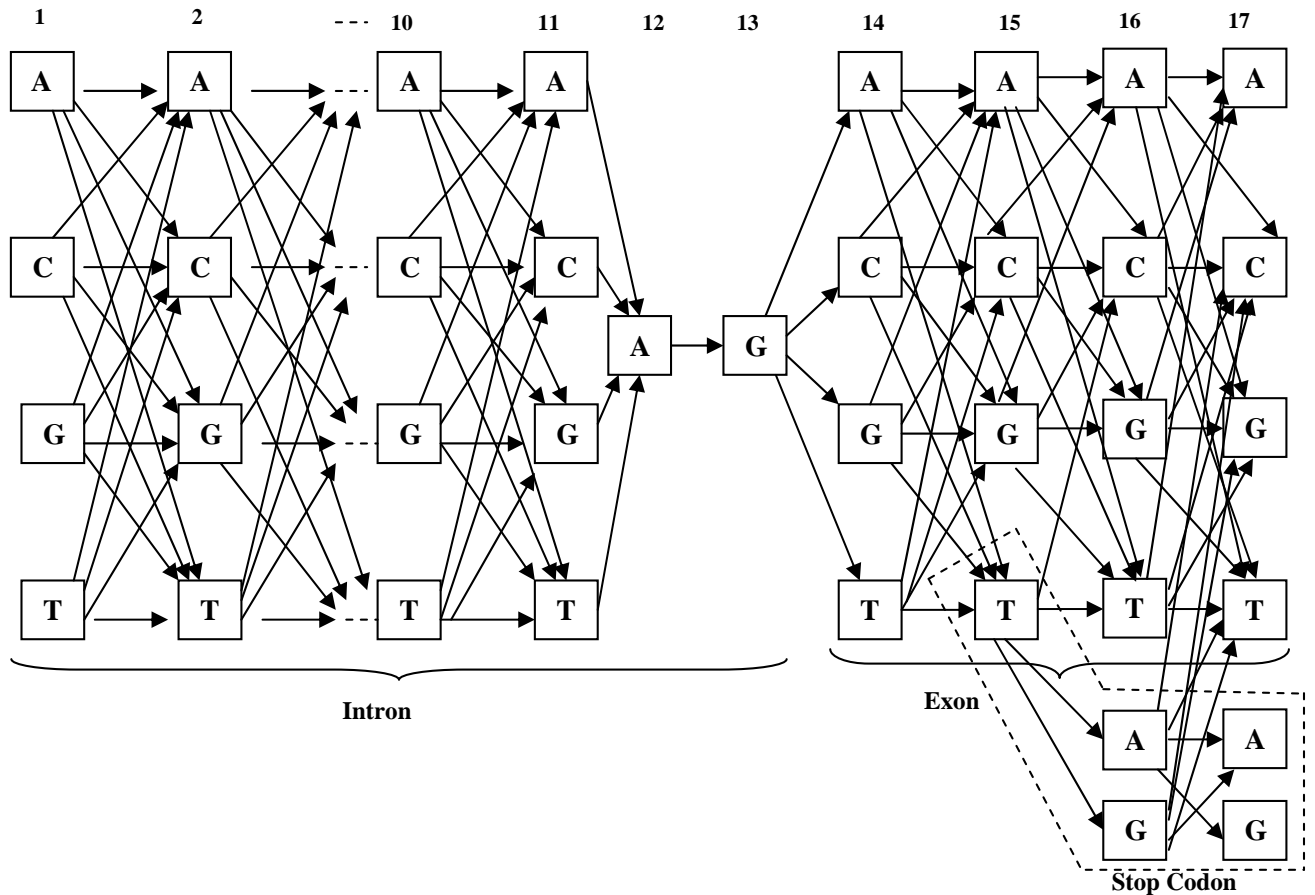 1 2 --- 10 11 12 13 14 15 16 17
A A --- A A A A A A
C C --- C C C C C C
A G
G G --- G G G G G G
T T --- T T T T T T
Intron
Exon
A A
G G
Stop Codon